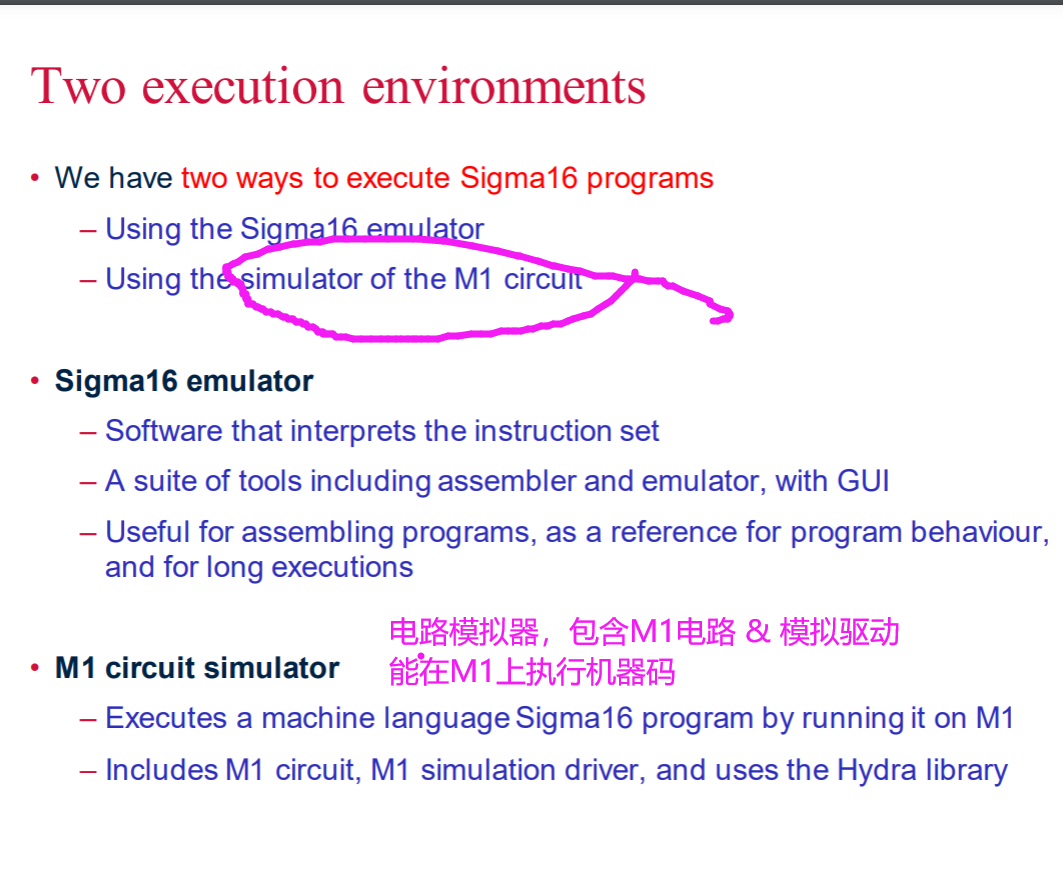 Two execution environments
• We have two ways to execute Sigma16 programs
– Using the Sigma16 emulator
– Using the simulator of the M1 circuit
• Sigma16 emulator
– Software that interprets the instruction set
– A suite of tools including assembler and emulator, with GUI
– Useful for assembling programs, as a reference for program behaviour,
and for long executions
电路模拟器，包含M1电路 & 模拟驱动
能在M1上执行机器码
• M1 circuit simulator
– Executes a machine language Sigma16 program by running it on M1
– Includes M1 circuit, M1 simulation driver, and uses the Hydra library